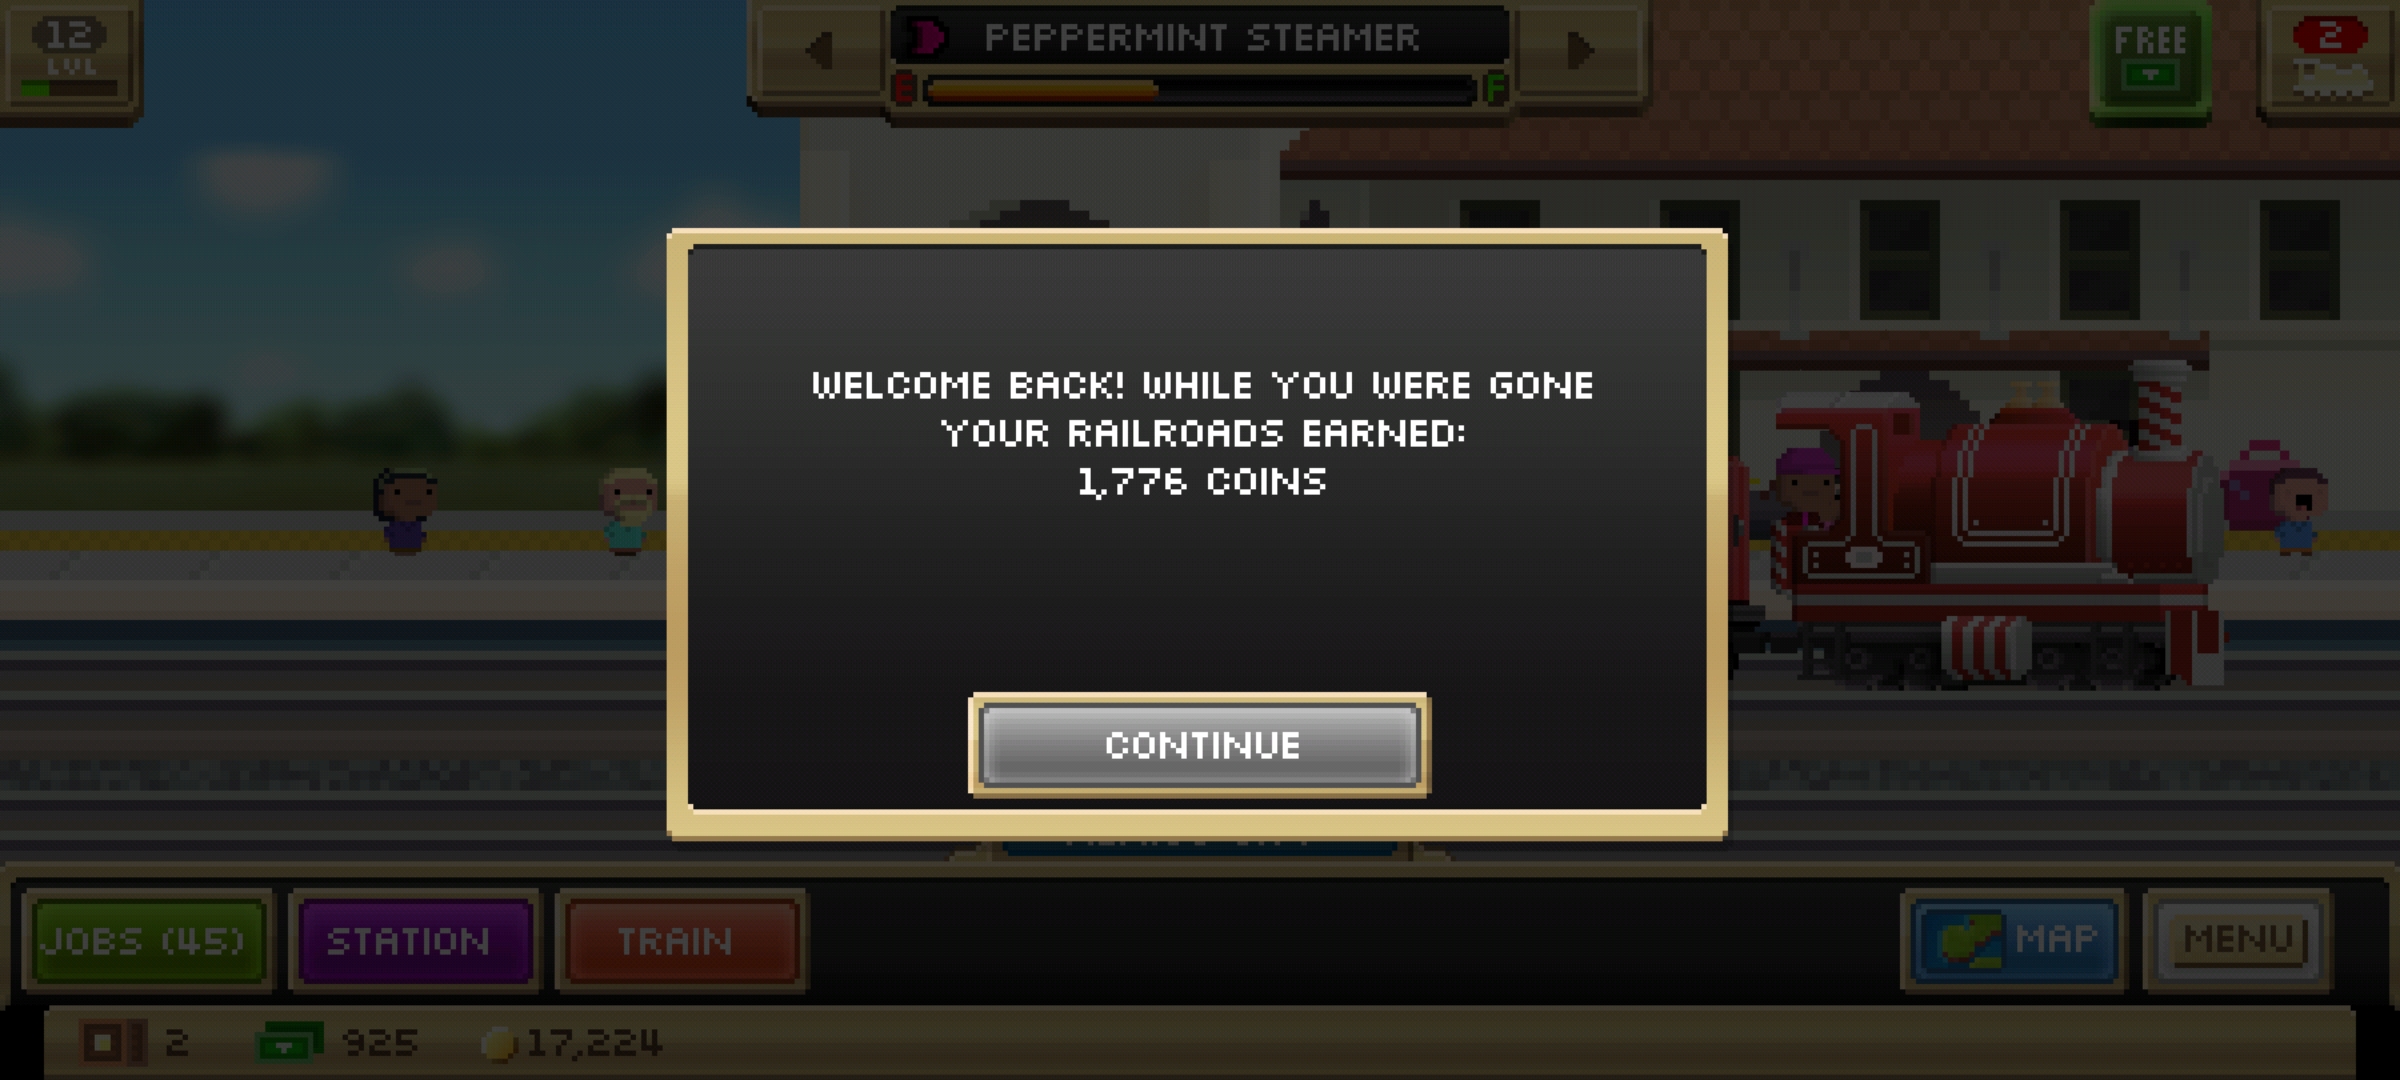 12
LVL
PEPPERMINT STEAMER
E
F
FREE
2
WELCOME BACK! WHILE YOU WERE GONE
YOUR RAILROADS EARNED:
1,776 COINS
CONTINUE
JOBS (45)
STATION
TRAIN
MAP
MENU
2
925
17,224